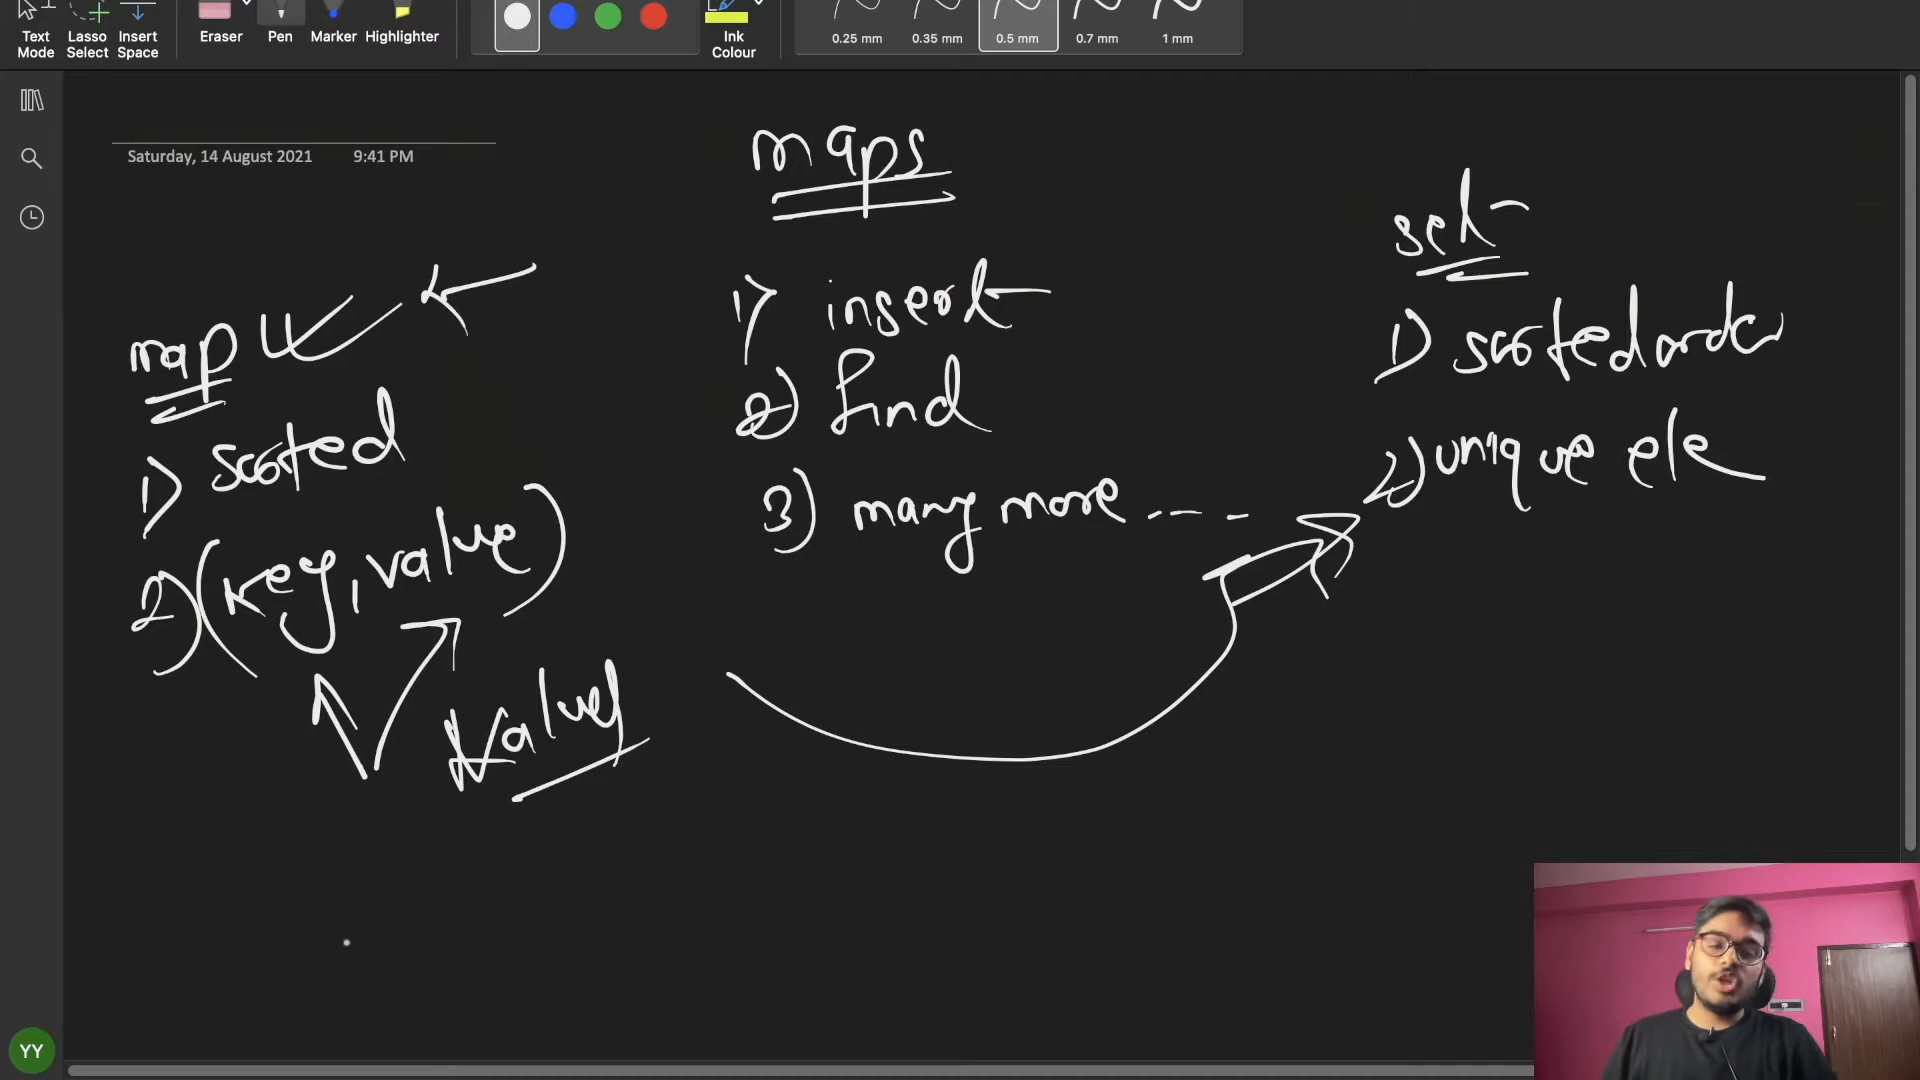 Text Mode
Lasso Select
Insert Space
Eraser
Pen
Marker
Highlighter
Ink Colour
0.25 mm
0.35 mm
0.5 mm
0.7 mm
1 mm
Saturday, 14 August 2021 9:41 PM
maps
1) insert
2) find
3) many more ....
map
1) sorted
2) (key, value)
value
set
1) sorted order
2) unique ele
YY